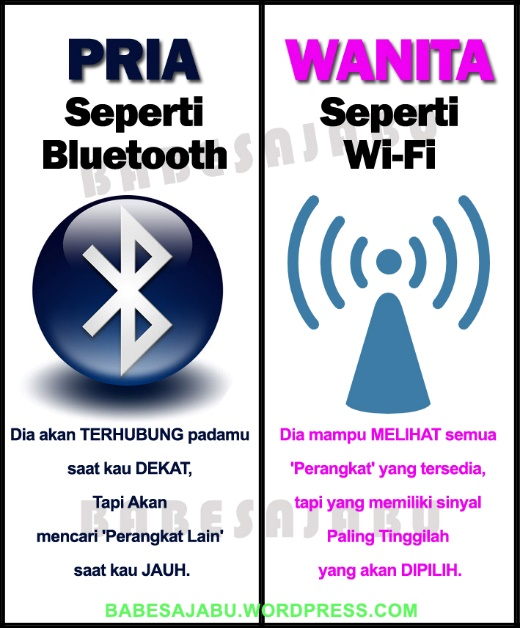 PRIA
Seperti
Bluetooth
Dia akan TERHUBUNG padamu
saat kau DEKAT,
Tapi Akan
mencari 'Perangkat Lain'
saat kau JAUH.
WANITA
Seperti
Wi-Fi
Dia mampu MELIHAT semua
'Perangkat' yang tersedia,
tapi yang memiliki sinyal
Paling Tinggilah
yang akan DIPILIH.
BABESAJABU
BABESAJABU
BABESAJABU.WORDPRESS.COM